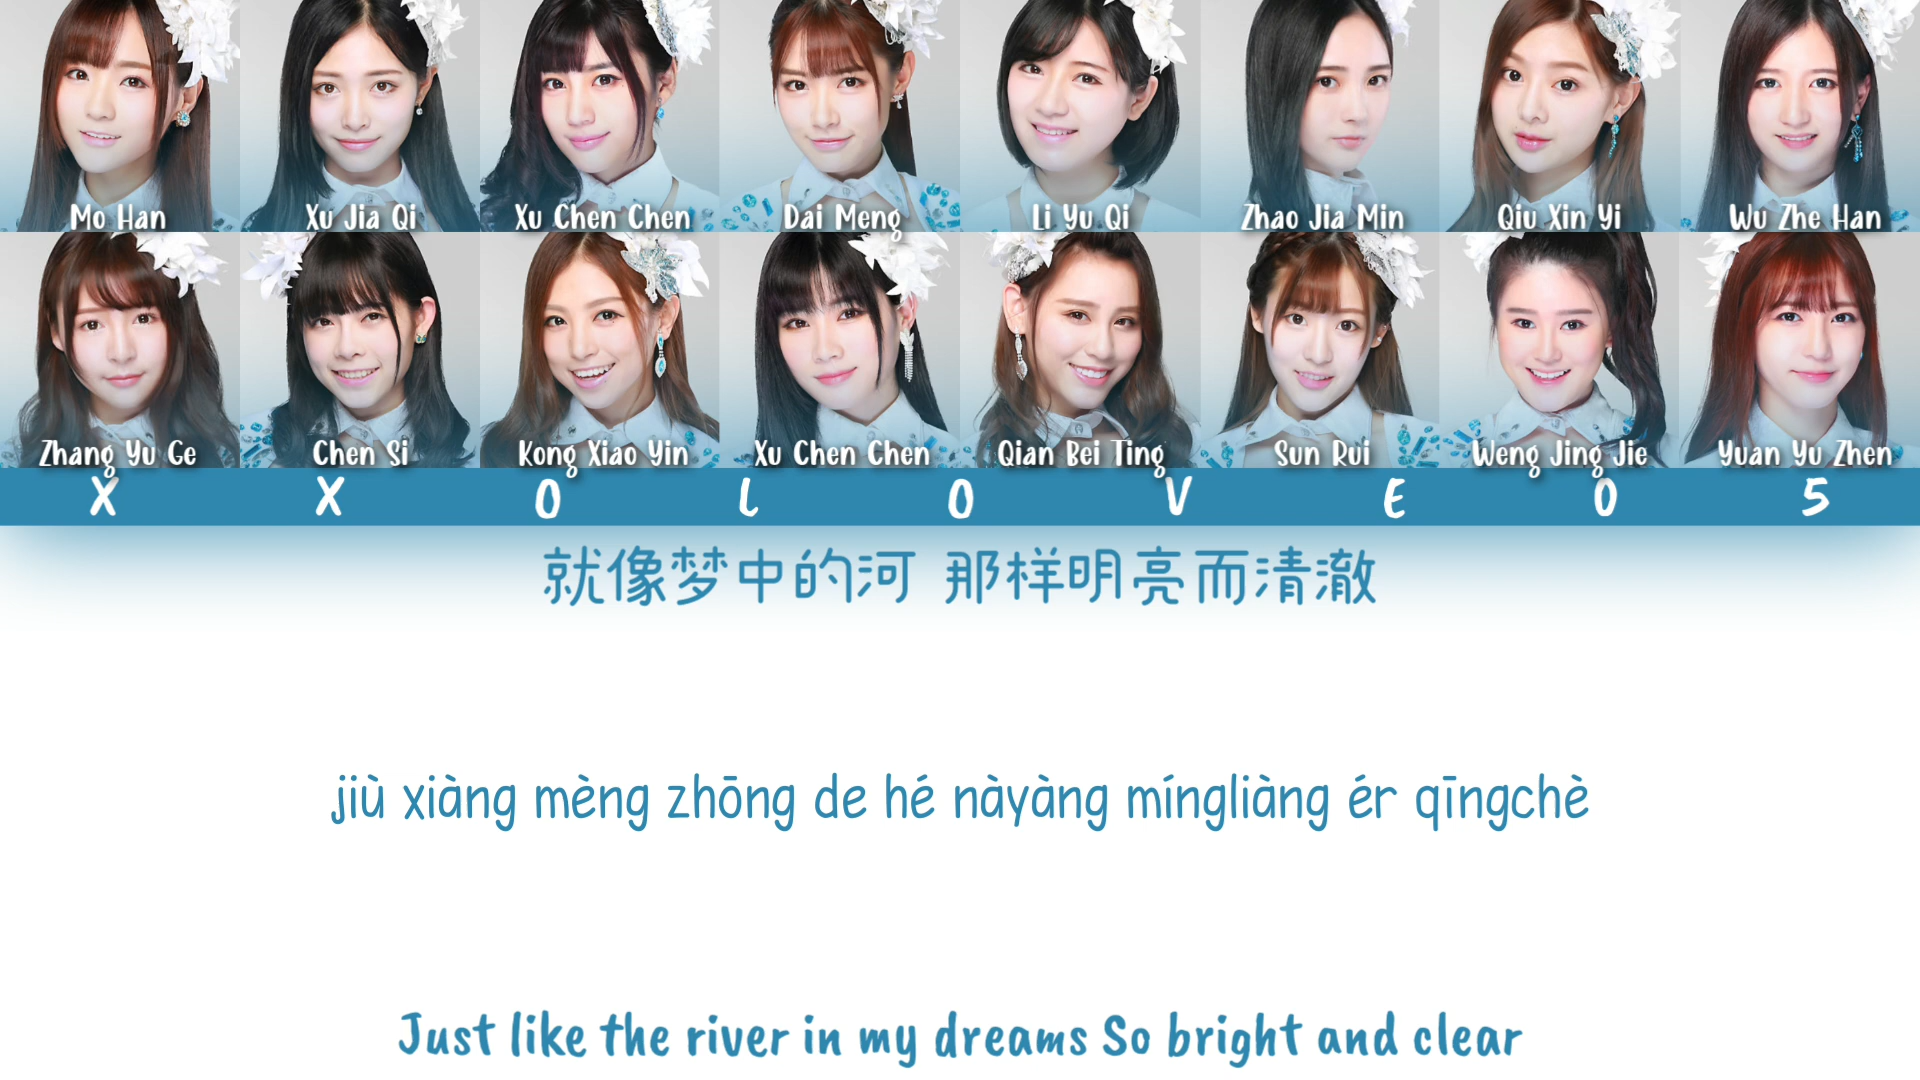 Mo Han Xu Jia Qi Xu Chen Chen Dai Meng Li Yu Qi Zhao Jia Min Qiu Xin Yi Wu Zhe Han
Zhang Yu Ge Chen Si Kong Xiao Yin Xu Chen Chen Qian Bei Ting Sun Rui Weng Jing Jie Yuan Yu Zhen
X X O L O V E 0 5
就像梦中的河 那样明亮而清澈
jiù xiàng mèng zhōng de hé nàyàng míngliàng ér qīngchè
Just like the river in my dreams So bright and clear